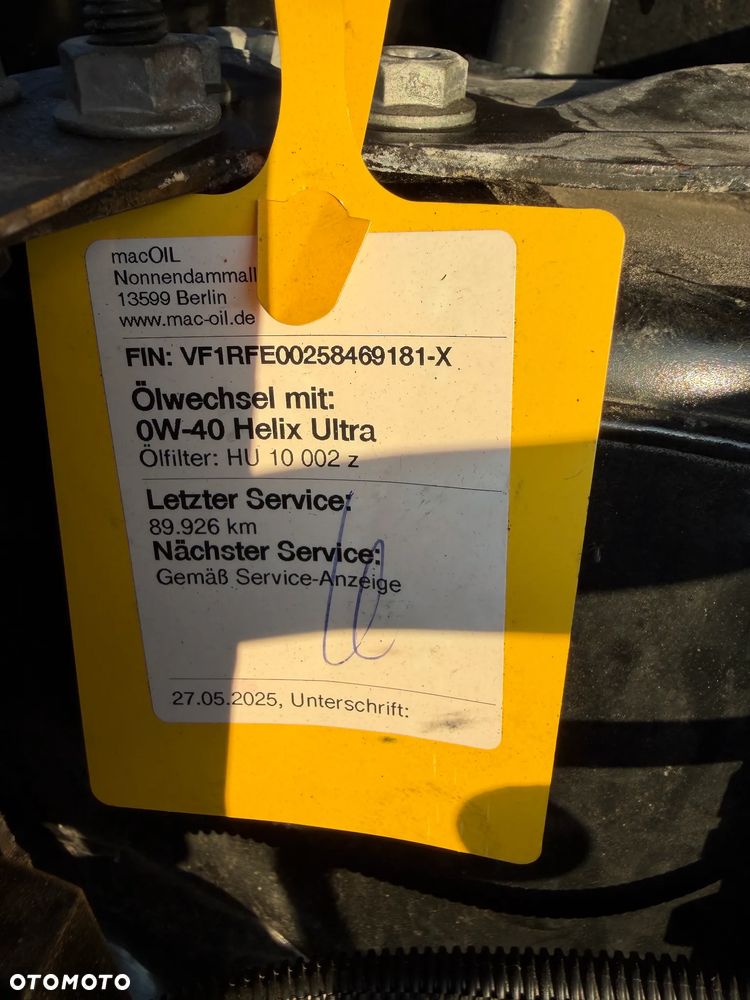 macOIL
Nonnendammall
13599 Berlin
www.mac-oil.de
FIN: VF1RFE00258469181-X
Ölwechsel mit:
0W-40 Helix Ultra
Ölfilter: HU 10 002 z
Letzter Service:
89.926 km
Nächster Service:
Gemäß Service-Anzeige
27.05.2025, Unterschrift:
OTOMOTO